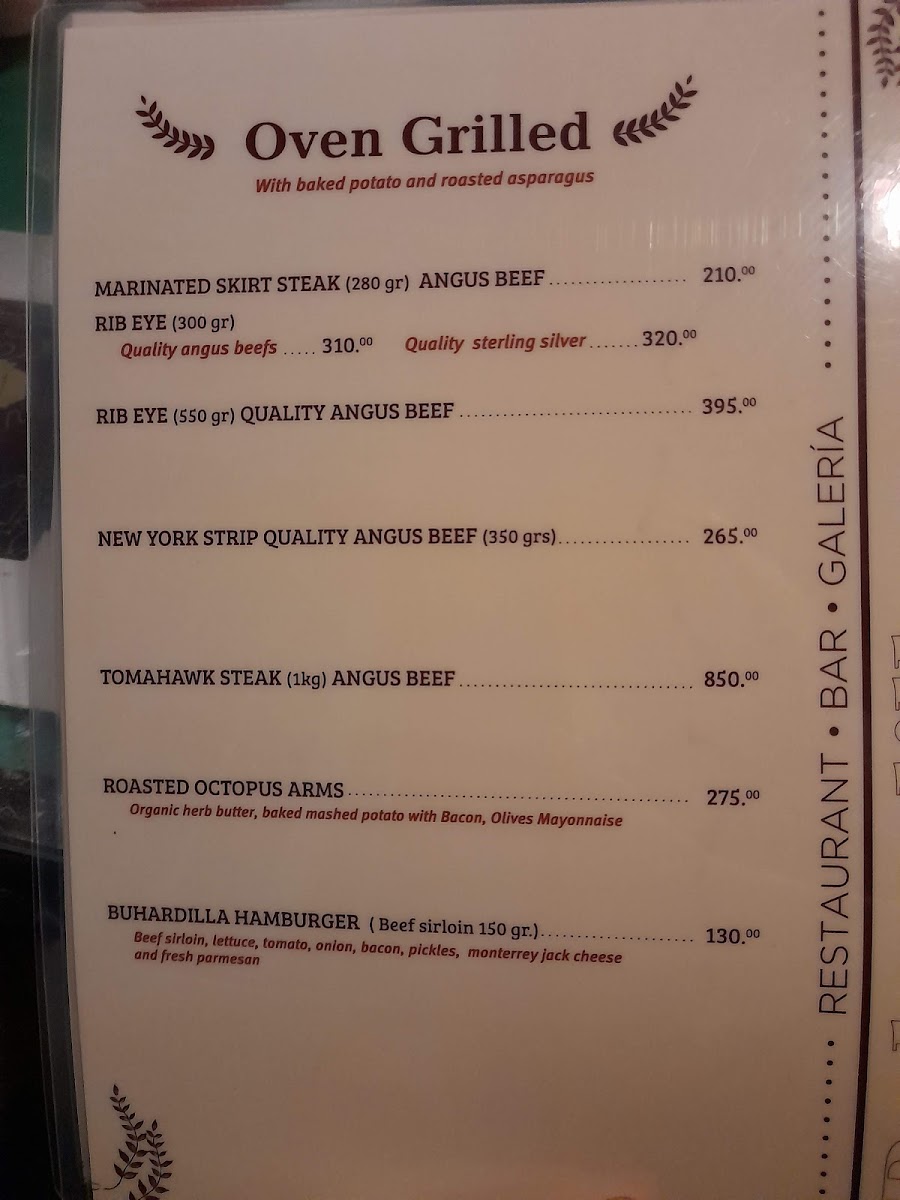 Oven Grilled
With baked potato and roasted asparagus
MARINATED SKIRT STEAK (280 gr) ANGUS BEEF .................. 210.00
RIB EYE (300 gr)
Quality angus beefs ..... 310.00 Quality sterling silver ....... 320.00
RIB EYE (550 gr) QUALITY ANGUS BEEF ............................... 395.00
NEW YORK STRIP QUALITY ANGUS BEEF (350 grs)................. 265.00
TOMAHAWK STEAK (1kg) ANGUS BEEF ............................... 850.00
ROASTED OCTOPUS ARMS ............................................. 275.00
Organic herb butter, baked mashed potato with Bacon, Olives Mayonnaise
BUHARDILLA HAMBURGER ( Beef sirloin 150 gr.).................... 130.00
Beef sirloin, lettuce, tomato, onion, bacon, pickles, monterrey jack cheese
and fresh parmesan
RESTAURANT • BAR • GALERÍA